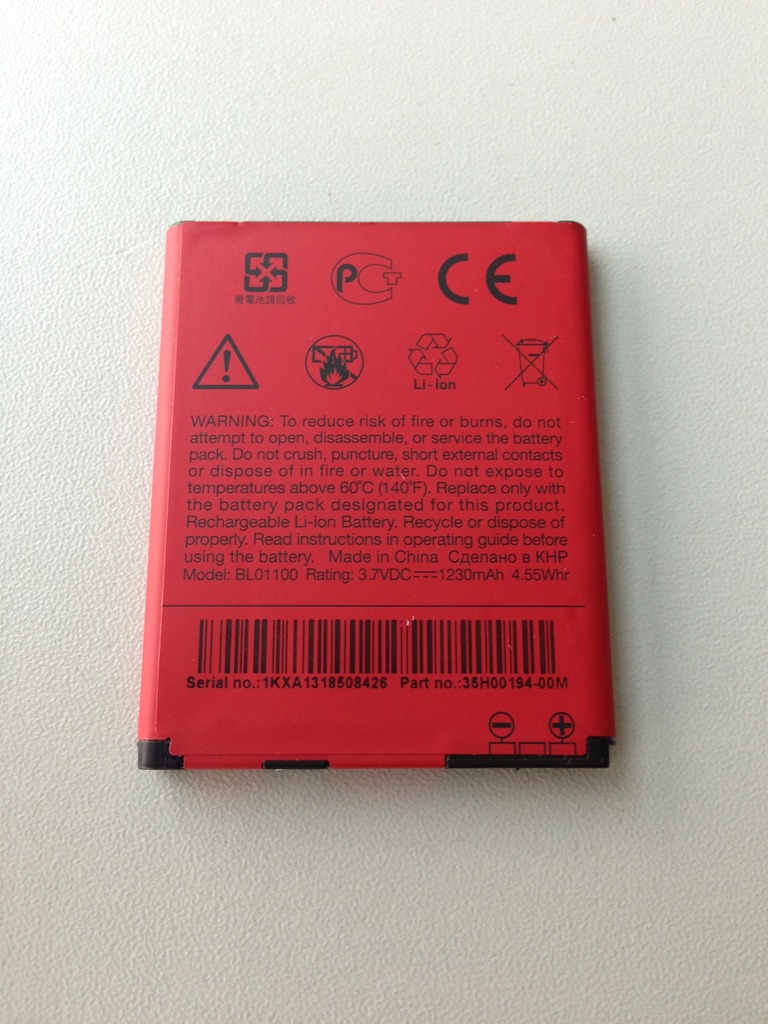 廢電池請回收
PCT
CE
Li-ion
WARNING: To reduce risk of fire or burns, do not
attempt to open, disassemble, or service the battery
pack. Do not crush, puncture, short external contacts
or dispose of in fire or water. Do not expose to
temperatures above 60°C (140°F). Replace only with
the battery pack designated for this product.
Rechargeable Li-ion Battery. Recycle or dispose of
properly. Read instructions in operating guide before
using the battery. Made in China Сделано в КНР
Model: BL01100 Rating: 3.7VDC⎓1230mAh 4.55Whr
Serial no.:1KXA1318508426 Part no.:35H00194-00M
− +